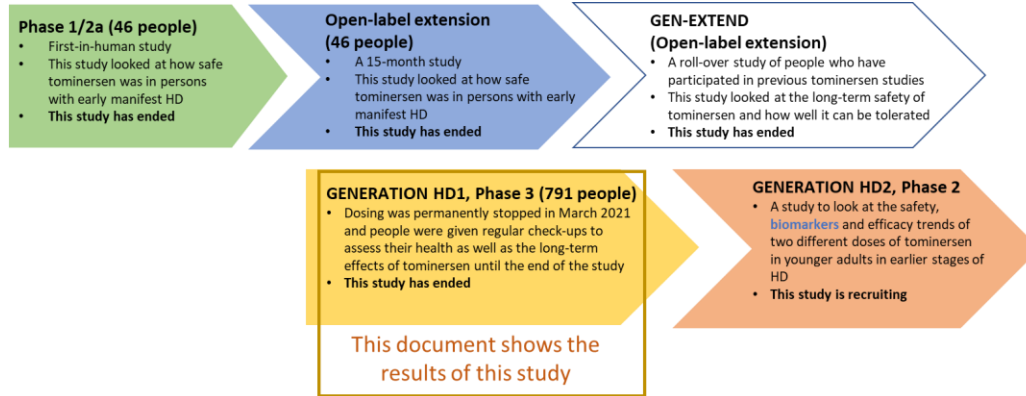 Phase 1/2a (46 people)
• First-in-human study
• This study looked at how safe
tominersen was in persons
with early manifest HD
• This study has ended
Open-label extension
(46 people)
• A 15-month study
• This study looked at how safe
tominersen was in persons with early
manifest HD
• This study has ended
GEN-EXTEND
(Open-label extension)
• A roll-over study of people who have
participated in previous tominersen studies
• This study looked at the long-term safety of
tominersen and how well it can be tolerated
• This study has ended
GENERATION HD1, Phase 3 (791 people)
• Dosing was permanently stopped in March 2021
and people were given regular check-ups to
assess their health as well as the long-term
effects of tominersen until the end of the study
• This study has ended
This document shows the
results of this study
GENERATION HD2, Phase 2
• A study to look at the safety,
biomarkers and efficacy trends of
two different doses of tominersen
in younger adults in earlier stages of
HD
• This study is recruiting